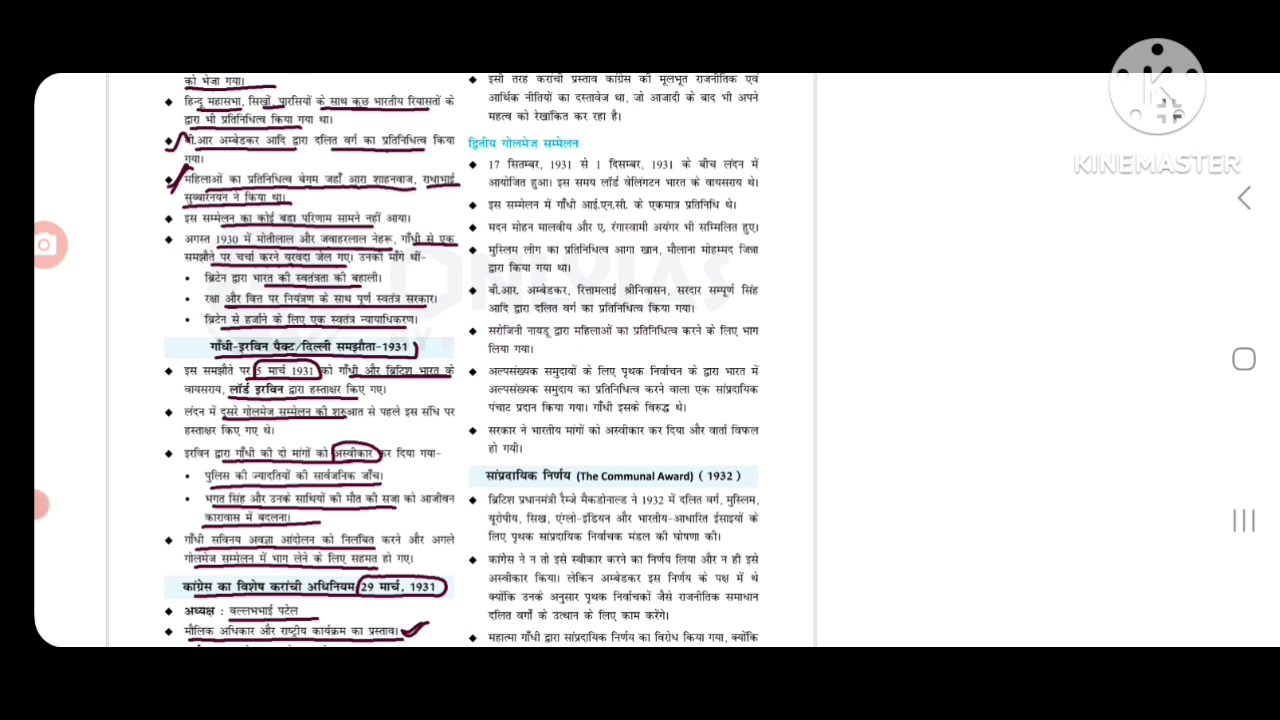 को भेजा गया।
हिन्दू महासभा, सिखों, पारसियों के साथ कुछ भारतीय रियासतों के
द्वारा भी प्रतिनिधित्व किया गया था।
बी.आर अम्बेडकर आदि द्वारा दलित वर्ग का प्रतिनिधित्व किया
गया।
महिलाओं का प्रतिनिधित्व बेगम जहाँ आरा शाहनवाज, राधाभाई
सुब्बारनयन ने किया था।
इस सम्मेलन का कोई बड़ा परिणाम सामने नहीं आया।
अगस्त 1930 में मोतीलाल और जवाहरलाल नेहरू, गाँधी से एक
समझौते पर चर्चा करने यरवदा जेल गए। उनकी माँगे थीं-
ब्रिटेन द्वारा भारत की स्वतंत्रता की बहाली।
रक्षा और वित्त पर नियंत्रण के साथ पूर्ण स्वतंत्र सरकार।
ब्रिटेन से हर्जाने के लिए एक स्वतंत्र न्यायाधिकरण।
गाँधी-इरविन पैक्ट/दिल्ली समझौता-1931
इस समझौते पर 5 मार्च 1931 को गाँधी और ब्रिटिश भारत के
वायसराय, लॉर्ड इरविन द्वारा हस्ताक्षर किए गए।
लंदन में दूसरे गोलमेज सम्मेलन की शुरुआत से पहले इस संधि पर
हस्ताक्षर किए गए थे।
इरविन द्वारा गाँधी की दो मांगों को अस्वीकार कर दिया गया-
पुलिस की ज्यादतियों की सार्वजनिक जाँच।
भगत सिंह और उनके साथियों की मौत की सजा को आजीवन
कारावास में बदलना।
गाँधी सविनय अवज्ञा आंदोलन को निलंबित करने और अगले
गोलमेज सम्मेलन में भाग लेने के लिए सहमत हो गए।
कांग्रेस का विशेष करांची अधिनियम 29 मार्च, 1931
अध्यक्ष : वल्लभभाई पटेल
मौलिक अधिकार और राष्ट्रीय कार्यक्रम का प्रस्ताव।
इसी तरह करांची प्रस्ताव कांग्रेस की मूलभूत राजनीतिक एवं
आर्थिक नीतियों का दस्तावेज था, जो आजादी के बाद भी अपने
महत्व को रेखांकित कर रहा है।
द्वितीय गोलमेज सम्मेलन
17 सितम्बर, 1931 से 1 दिसम्बर, 1931 के बीच लंदन में
आयोजित हुआ। इस समय लॉर्ड वेलिंगटन भारत के वायसराय थे।
इस सम्मेलन में गाँधी आई.एन.सी. के एकमात्र प्रतिनिधि थे।
मदन मोहन मालवीय और ए. रंगास्वामी अयंगर भी सम्मिलित हुए।
मुस्लिम लीग का प्रतिनिधित्व आगा खान, मौलाना मोहम्मद जिन्ना
द्वारा किया गया था।
बी.आर. अम्बेडकर, रित्तामलाई श्रीनिवासन, सरदार सम्पूर्ण सिंह
आदि द्वारा दलित वर्ग का प्रतिनिधित्व किया गया।
सरोजिनी नायडू द्वारा महिलाओं का प्रतिनिधित्व करने के लिए भाग
लिया गया।
अल्पसंख्यक समुदायों के लिए पृथक निर्वाचन के द्वारा भारत में
अल्पसंख्यक समुदाय का प्रतिनिधित्व करने वाला एक सांप्रदायिक
पंचाट प्रदान किया गया। गाँधी इसके विरुद्ध थे।
सरकार ने भारतीय मांगों को अस्वीकार कर दिया और वार्ता विफल
हो गयी।
सांप्रदायिक निर्णय (The Communal Award) ( 1932 )
ब्रिटिश प्रधानमंत्री रैम्जे मैकडोनाल्ड ने 1932 में दलित वर्ग, मुस्लिम,
यूरोपीय, सिख, एंग्लो-इंडियन और भारतीय-आधारित ईसाइयों के
लिए पृथक सांप्रदायिक निर्वाचक मंडल की घोषणा की।
कांग्रेस ने न तो इसे स्वीकार करने का निर्णय लिया और न ही इसे
अस्वीकार किया। लेकिन अम्बेडकर इस निर्णय के पक्ष में थे
क्योंकि उनके अनुसार पृथक निर्वाचकों जैसे राजनीतिक समाधान
दलित वर्गों के उत्थान के लिए काम करेंगे।
महात्मा गाँधी द्वारा सांप्रदायिक निर्णय का विरोध किया गया, क्योंकि
KINEMASTER